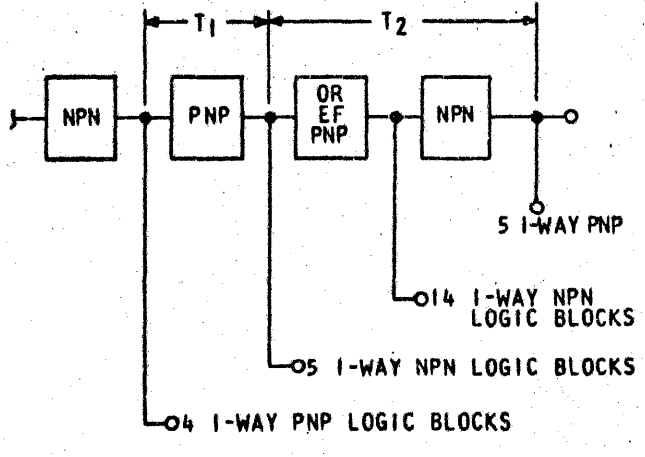 T1
T2
NPN
PNP
OR
EF
PNP
NPN
5 1-WAY PNP
14 1-WAY NPN
LOGIC BLOCKS
5 1-WAY NPN LOGIC BLOCKS
4 1-WAY PNP LOGIC BLOCKS